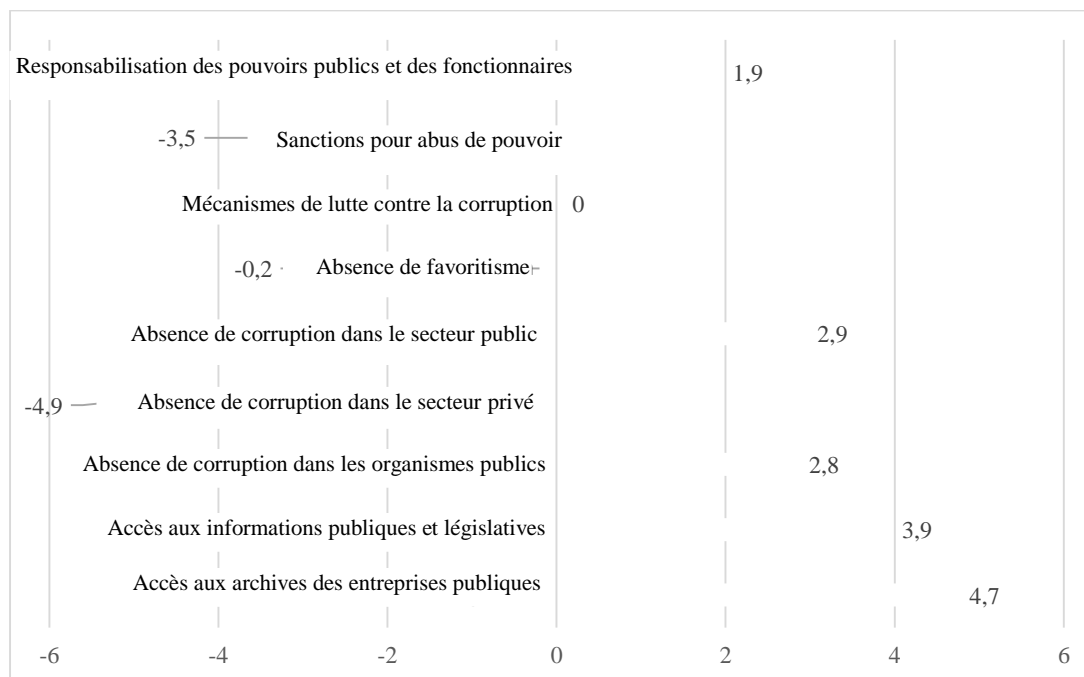 Responsabilisation des pouvoirs publics et des fonctionnaires 1,9
-3,5 Sanctions pour abus de pouvoir
Mécanismes de lutte contre la corruption 0
-0,2 Absence de favoritisme
Absence de corruption dans le secteur public 2,9
-4,9 Absence de corruption dans le secteur privé
Absence de corruption dans les organismes publics 2,8
Accès aux informations publiques et législatives 3,9
Accès aux archives des entreprises publiques 4,7
-6 -4 -2 0 2 4 6